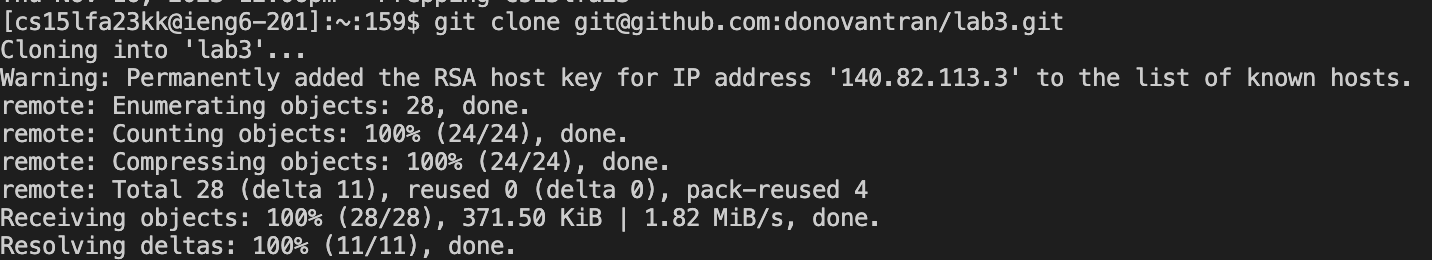 [cs15lfa23kk@ieng6-201]:~:159$ git clone git@github.com:donovantran/lab3.git
Cloning into 'lab3'...
Warning: Permanently added the RSA host key for IP address '140.82.113.3' to the list of known hosts.
remote: Enumerating objects: 28, done.
remote: Counting objects: 100% (24/24), done.
remote: Compressing objects: 100% (24/24), done.
remote: Total 28 (delta 11), reused 0 (delta 0), pack-reused 4
Receiving objects: 100% (28/28), 371.50 KiB | 1.82 MiB/s, done.
Resolving deltas: 100% (11/11), done.